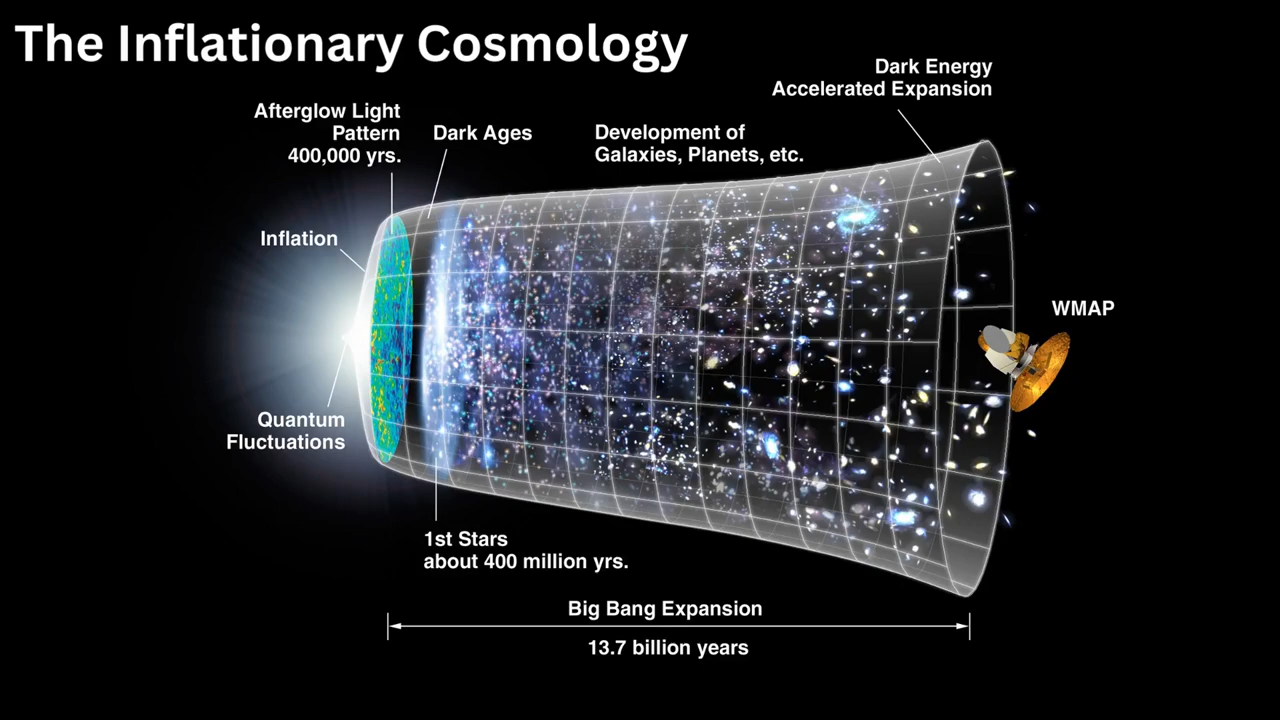 The Inflationary Cosmology
Dark Energy
Accelerated Expansion
Afterglow Light
Pattern
400,000 yrs.
Dark Ages
Development of
Galaxies, Planets, etc.
Inflation
WMAP
Quantum
Fluctuations
1st Stars
about 400 million yrs.
Big Bang Expansion
13.7 billion years